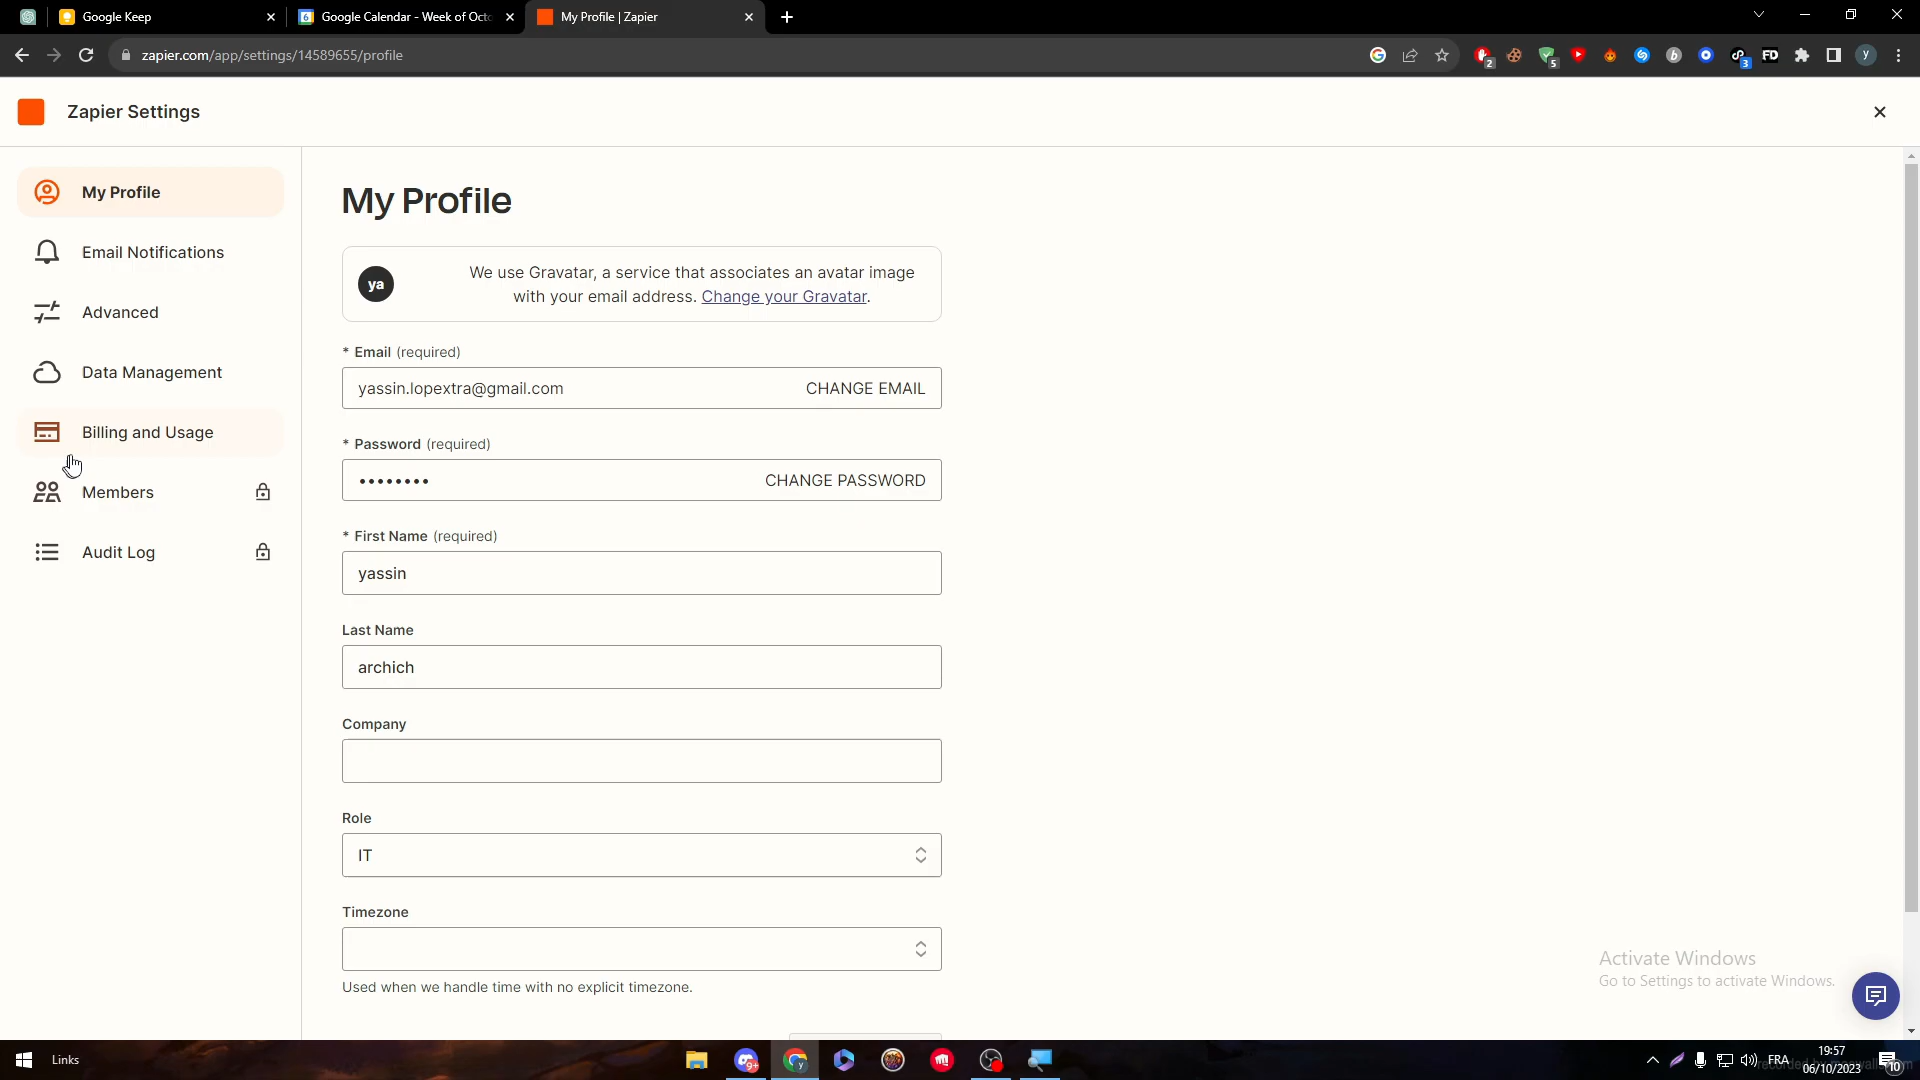 Google Keep
Google Calendar - Week of Octo
My Profile | Zapier
zapier.com/app/settings/14589655/profile
Zapier Settings
My Profile
Email Notifications
Advanced
Data Management
Billing and Usage
Members
Audit Log
My Profile
ya
We use Gravatar, a service that associates an avatar image
with your email address. Change your Gravatar.
* Email (required)
yassin.lopextra@gmail.com CHANGE EMAIL
* Password (required)
•••••••• CHANGE PASSWORD
* First Name (required)
yassin
Last Name
archich
Company
Role
IT
Timezone
Used when we handle time with no explicit timezone.
Activate Windows
Go to Settings to activate Windows.
Links
FRA
19:57
06/10/2023
10